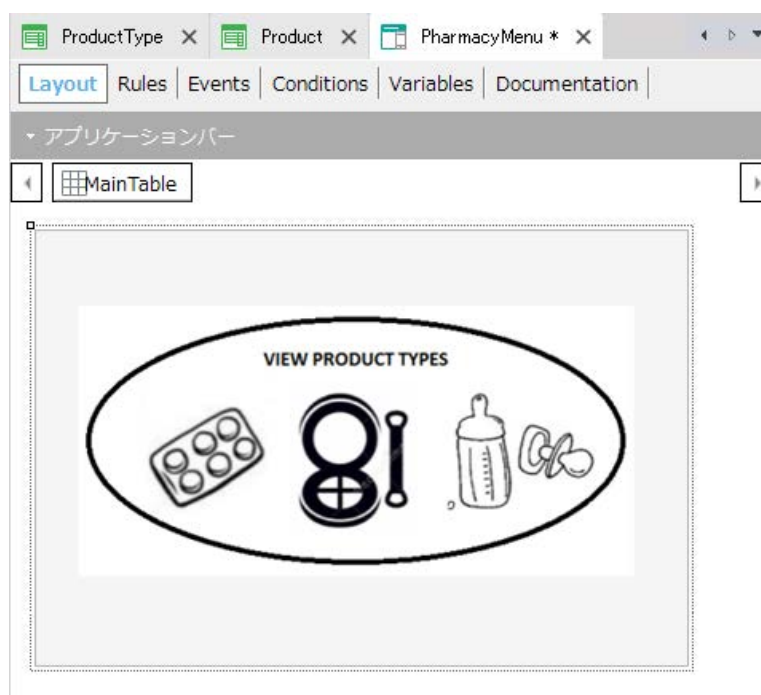 ProductType Product PharmacyMenu *
Layout Rules Events Conditions Variables Documentation
アプリケーションバー
MainTable
VIEW PRODUCT TYPES